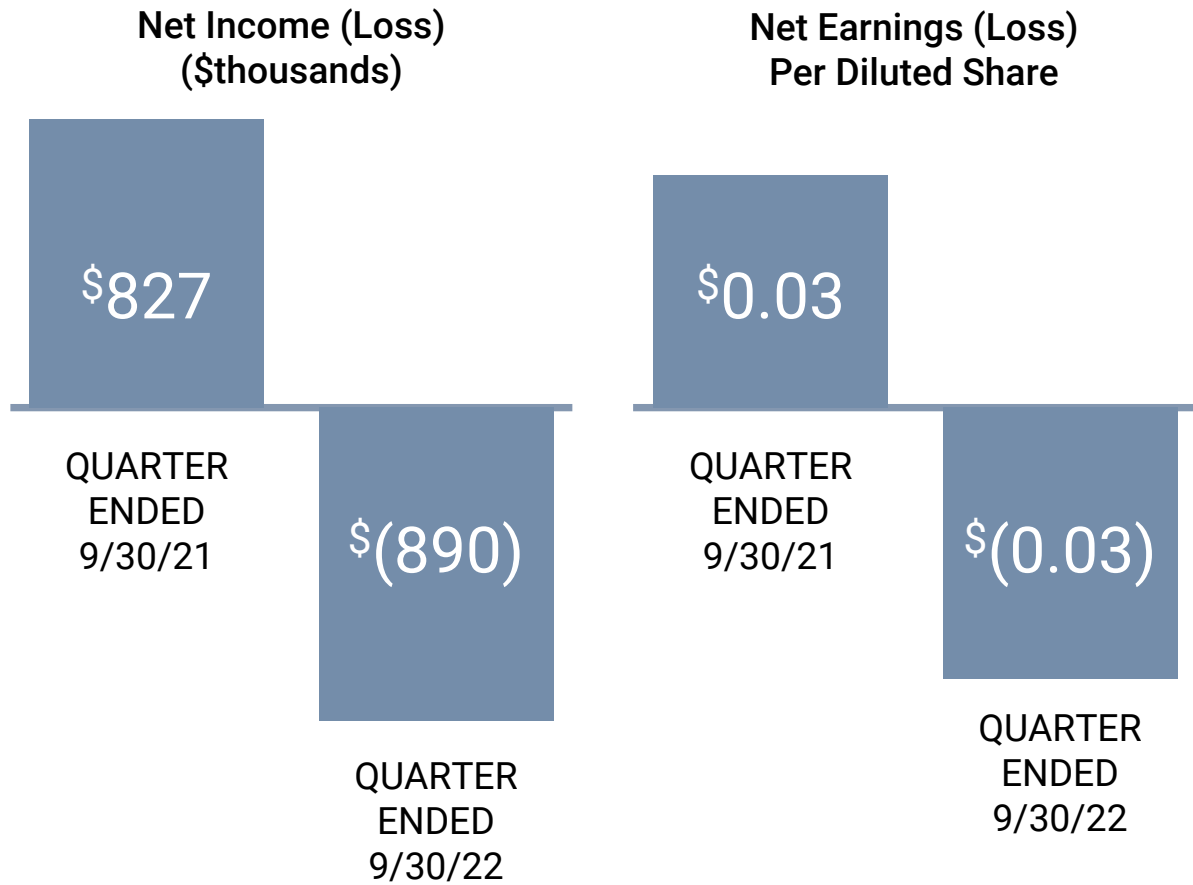 Net Income (Loss)
($thousands)
$827
QUARTER
ENDED
9/30/21
$(890)
QUARTER
ENDED
9/30/22
Net Earnings (Loss)
Per Diluted Share
$0.03
QUARTER
ENDED
9/30/21
$(0.03)
QUARTER
ENDED
9/30/22